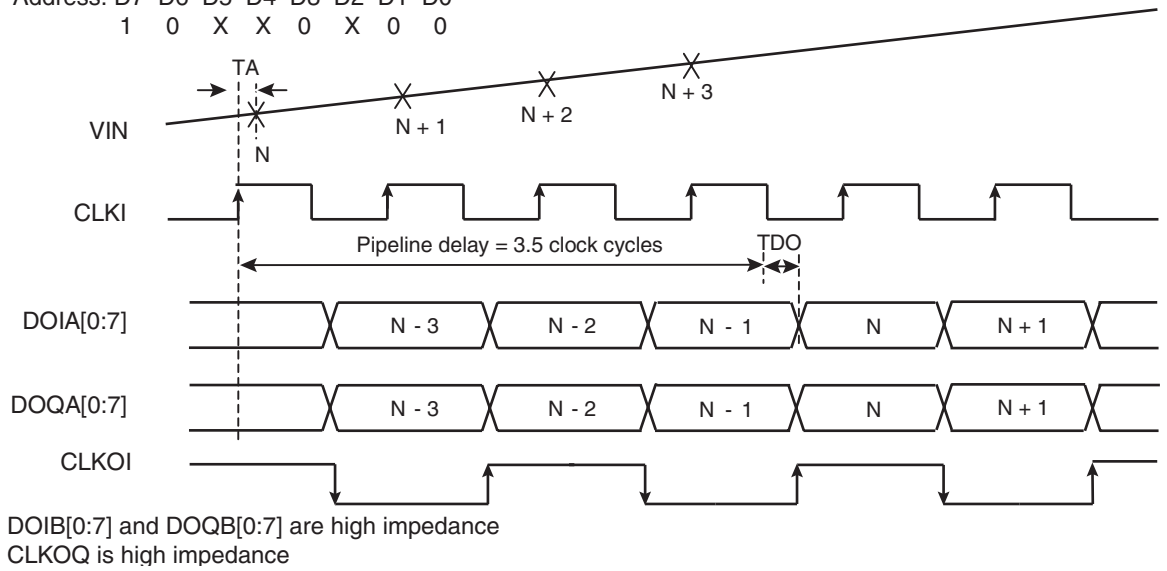 Address: D7 D6 D5 D4 D3 D2 D1 D0
1 0 X X 0 X 0 0
TA
VIN
N
N + 1
N + 2
N + 3
CLKI
Pipeline delay = 3.5 clock cycles
TDO
DOIA[0:7]
N - 3
N - 2
N - 1
N
N + 1
DOQA[0:7]
N - 3
N - 2
N - 1
N
N + 1
CLKOI
DOIB[0:7] and DOQB[0:7] are high impedance
CLKOQ is high impedance